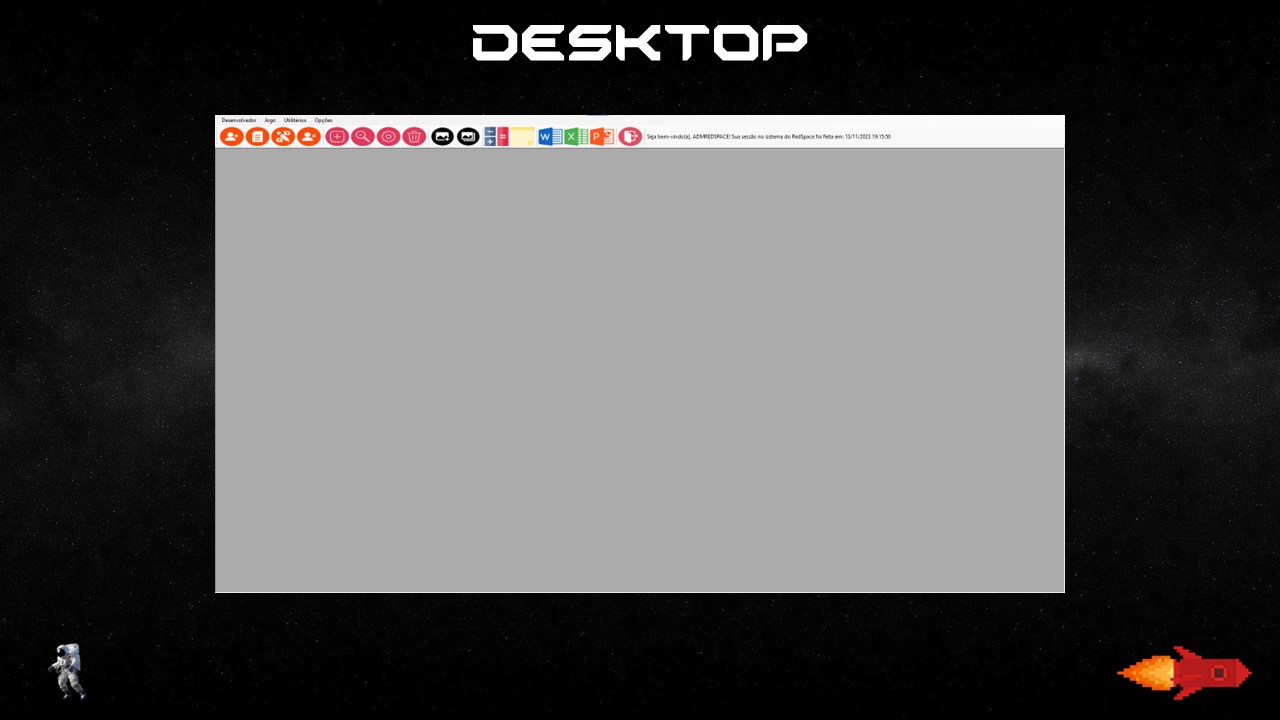 DESKTOP
Desenvolvedor Jogo Utilitários Opções
W X P Seja bem-vindo(a), ADMREDSPACE! Sua sessão no sistema do RedSpace foi feita em: 13/11/2023 19:15:50